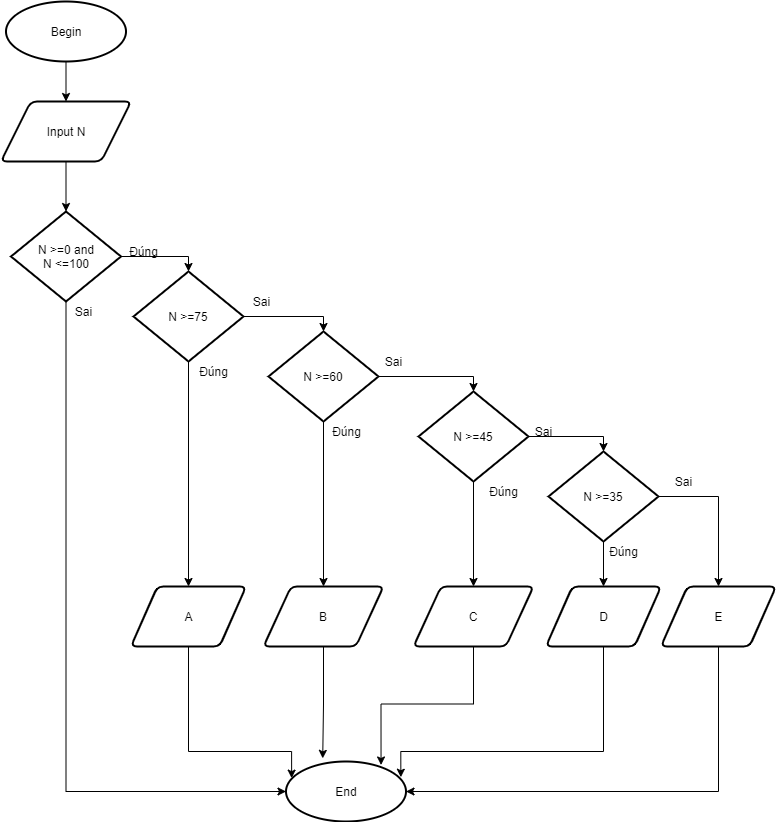 Begin
Input N
N >=0 and
N <=100
Đúng
Sai
N >=75
Sai
Đúng
N >=60
Sai
Đúng
N >=45
Sai
Đúng
N >=35
Sai
Đúng
A
B
C
D
E
End